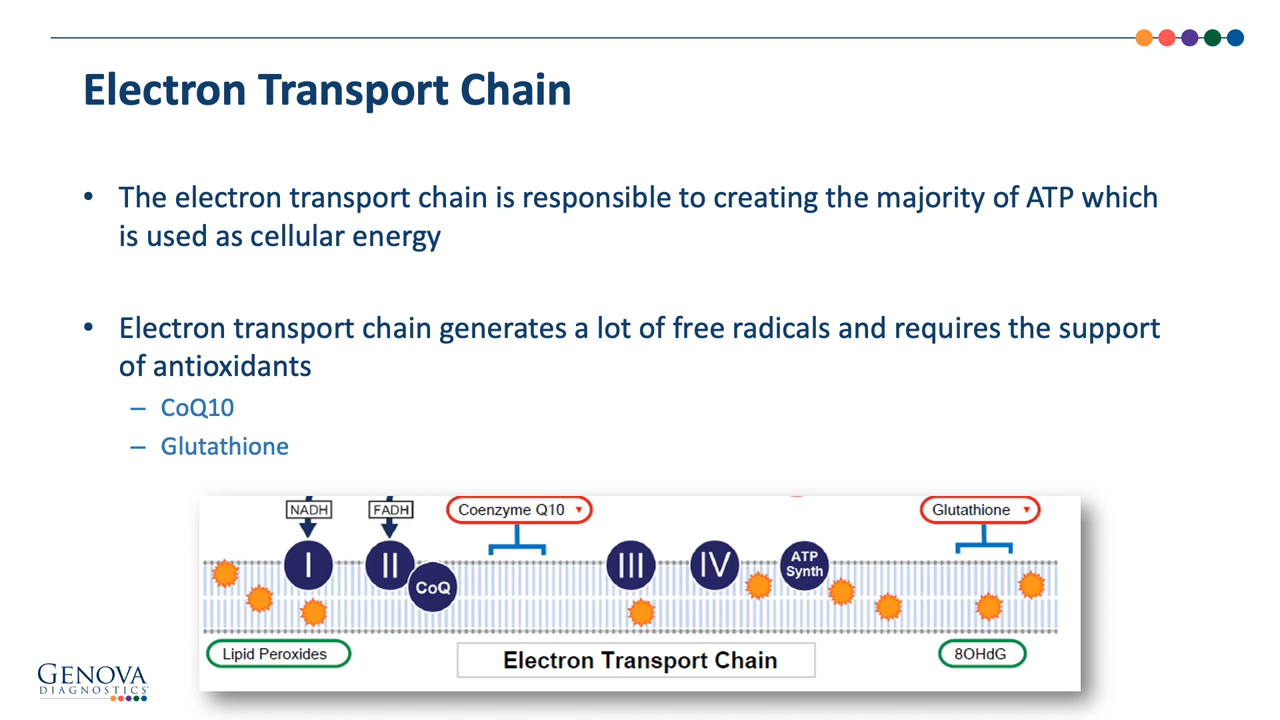 Electron Transport Chain
• The electron transport chain is responsible to creating the majority of ATP which
is used as cellular energy
• Electron transport chain generates a lot of free radicals and requires the support
of antioxidants
– CoQ10
– Glutathione
NADH
FADH
Coenzyme Q10
Glutathione
I
II
CoQ
III
IV
ATP
Synth
Lipid Peroxides
Electron Transport Chain
8OHdG
GENOVA
DIAGNOSTICS